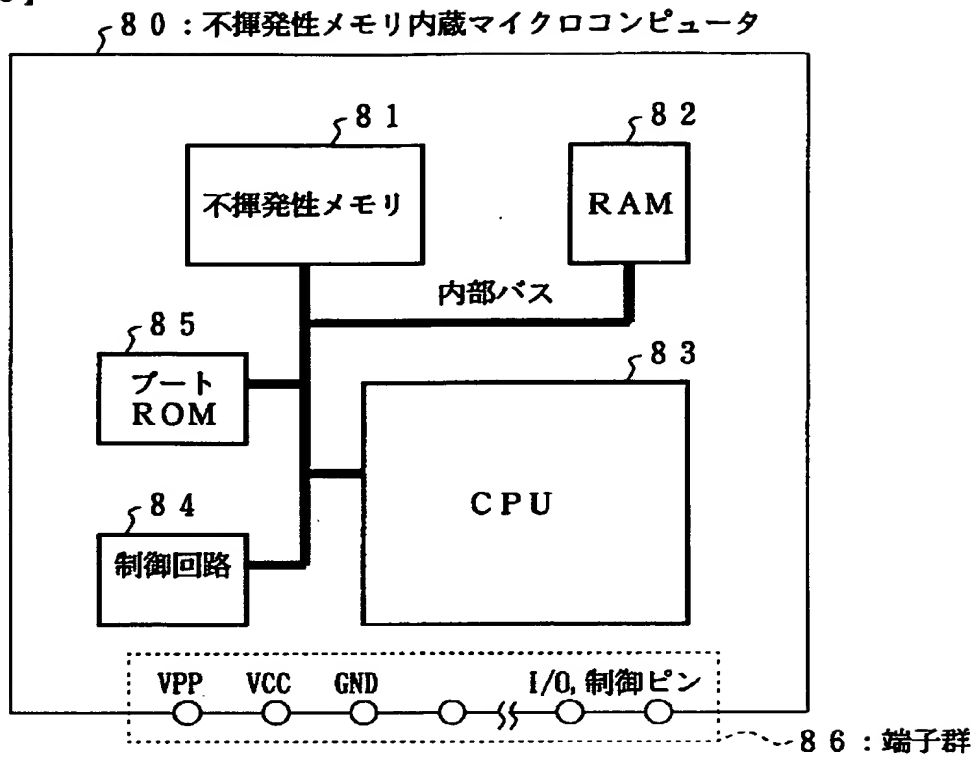 ８０：不揮発性メモリ内蔵マイクロコンピュータ
８１
８２
不揮発性メモリ
ＲＡＭ
内部バス
８５
８３
ブート
ＲＯＭ
ＣＰＵ
８４
制御回路
VPP VCC GND I/O, 制御ピン
８６：端子群